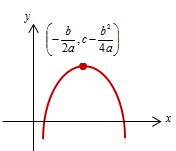 y
(-b/2a, c - b²/4a)
x